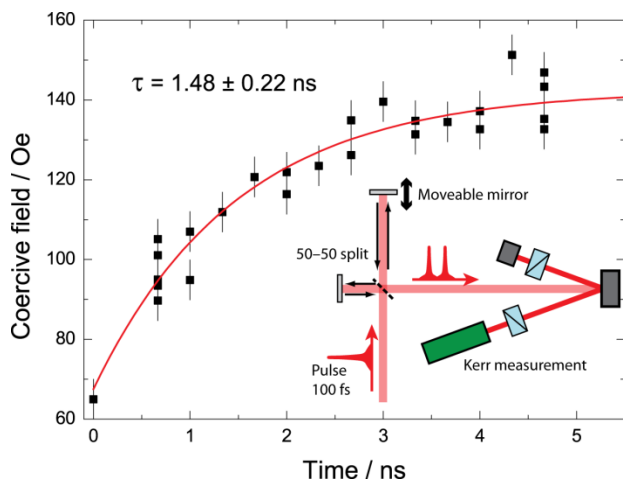 160
140
120
100
80
60
Coercive field / Oe
τ = 1.48 ± 0.22 ns
Moveable mirror
50–50 split
Pulse
100 fs
Kerr measurement
0
1
2
3
4
5
Time / ns